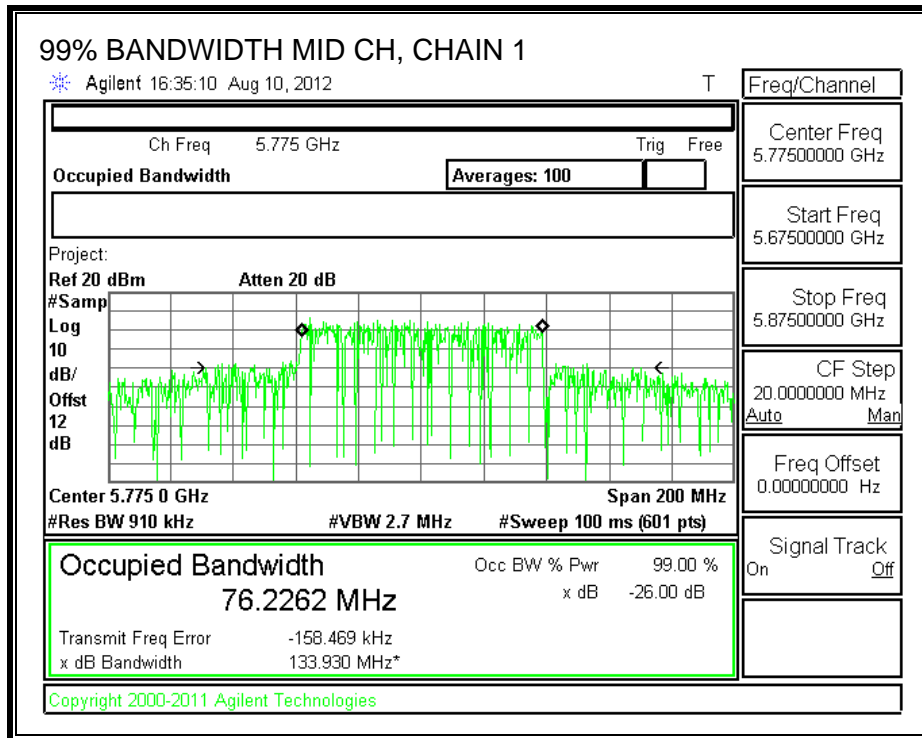 99% BANDWIDTH MID CH, CHAIN 1
Agilent 16:35:10 Aug 10, 2012 T
Freq/Channel
Ch Freq 5.775 GHz Trig Free
Occupied Bandwidth Averages: 100
Center Freq
5.77500000 GHz
Start Freq
5.67500000 GHz
Stop Freq
5.87500000 GHz
CF Step
20.0000000 MHz
Auto Man
Freq Offset
0.00000000 Hz
Signal Track
On Off
Project:
Ref 20 dBm Atten 20 dB
#Samp
Log
10
dB/
Offst
12
dB
Center 5.775 0 GHz Span 200 MHz
#Res BW 910 kHz #VBW 2.7 MHz #Sweep 100 ms (601 pts)
Occupied Bandwidth Occ BW % Pwr 99.00 %
76.2262 MHz x dB -26.00 dB
Transmit Freq Error -158.469 kHz
x dB Bandwidth 133.930 MHz*
Copyright 2000-2011 Agilent Technologies